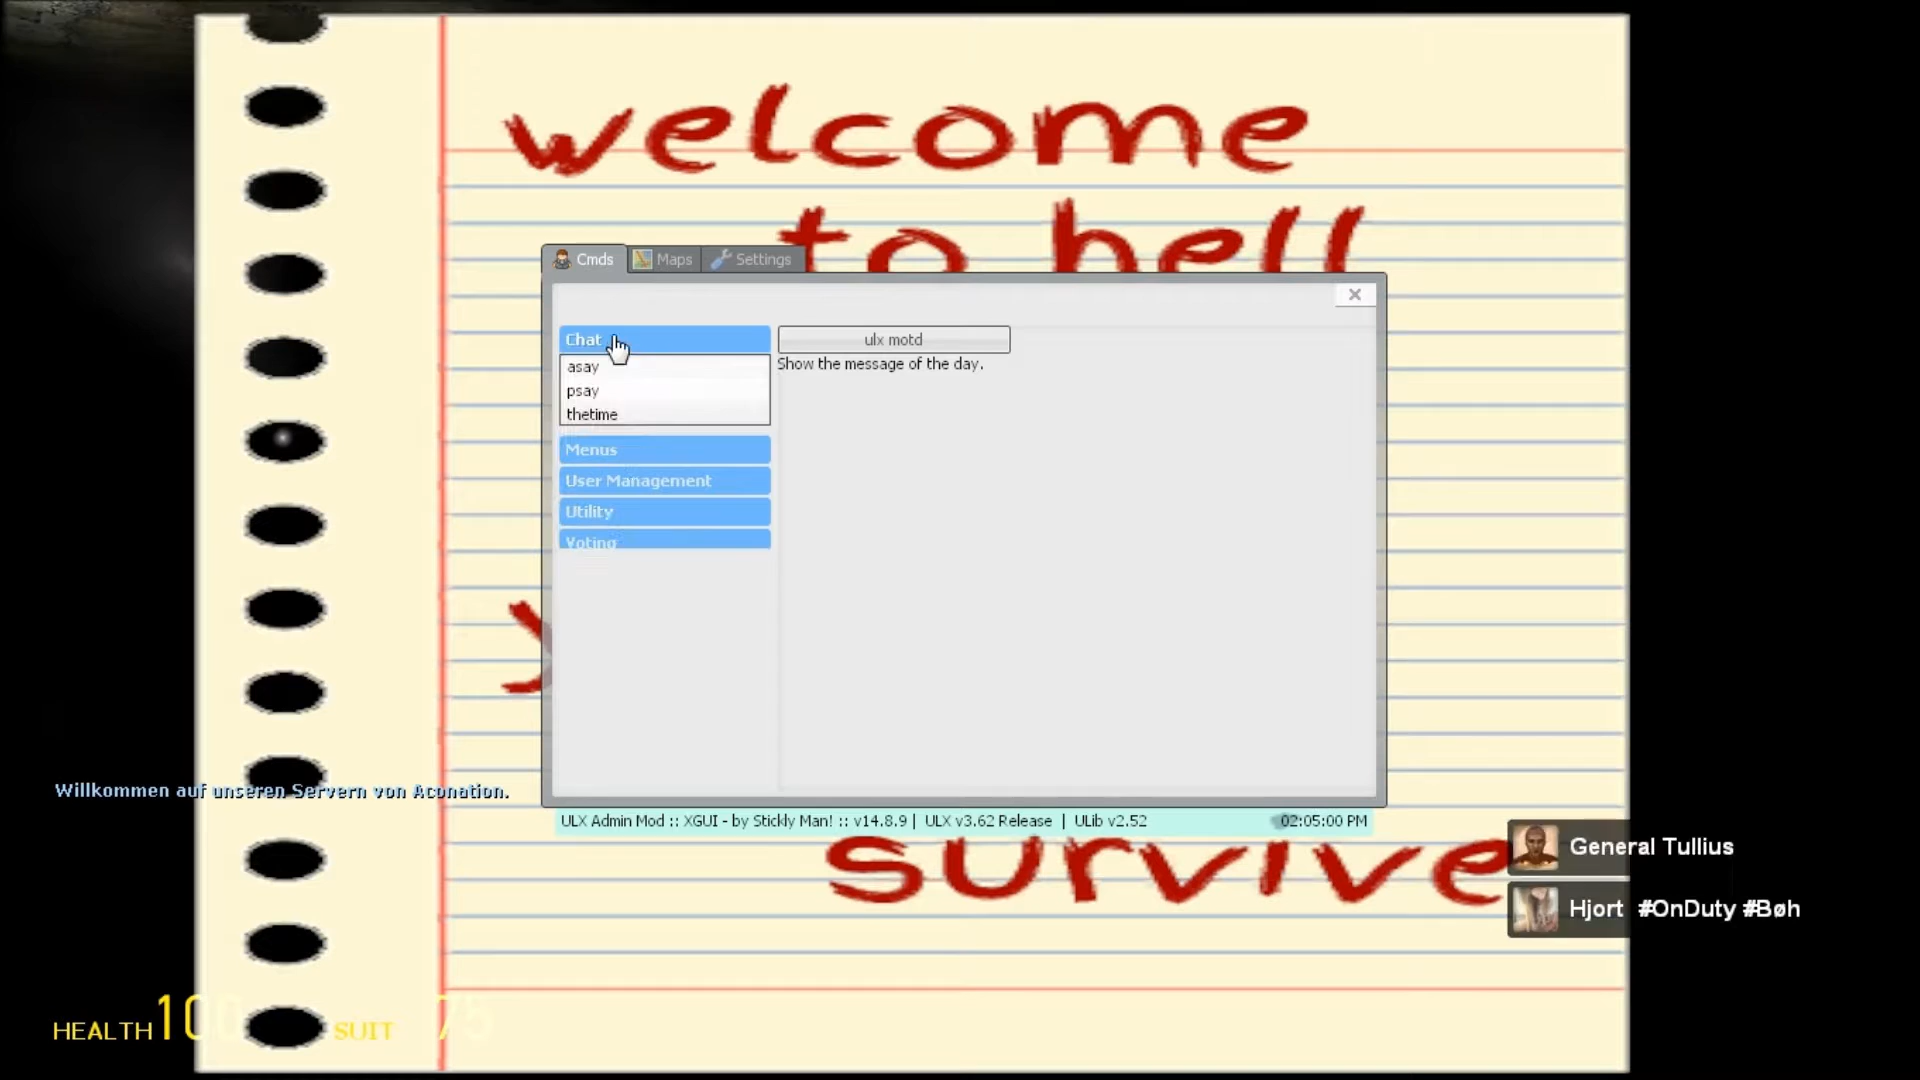 welcome
to hell
Cmds
Maps
Settings
Chat
asay
psay
thetime
Menus
User Management
Utility
Voting
ulx motd
Show the message of the day.
Willkommen auf unseren Servern von Aconation.
ULX Admin Mod :: XGUI - by Stickly Man! :: v14.8.9 | ULX v3.62 Release | ULib v2.52
02:05:00 PM
survive
General Tullius
Hjort #OnDuty #Bøh
HEALTH 100
SUIT 75